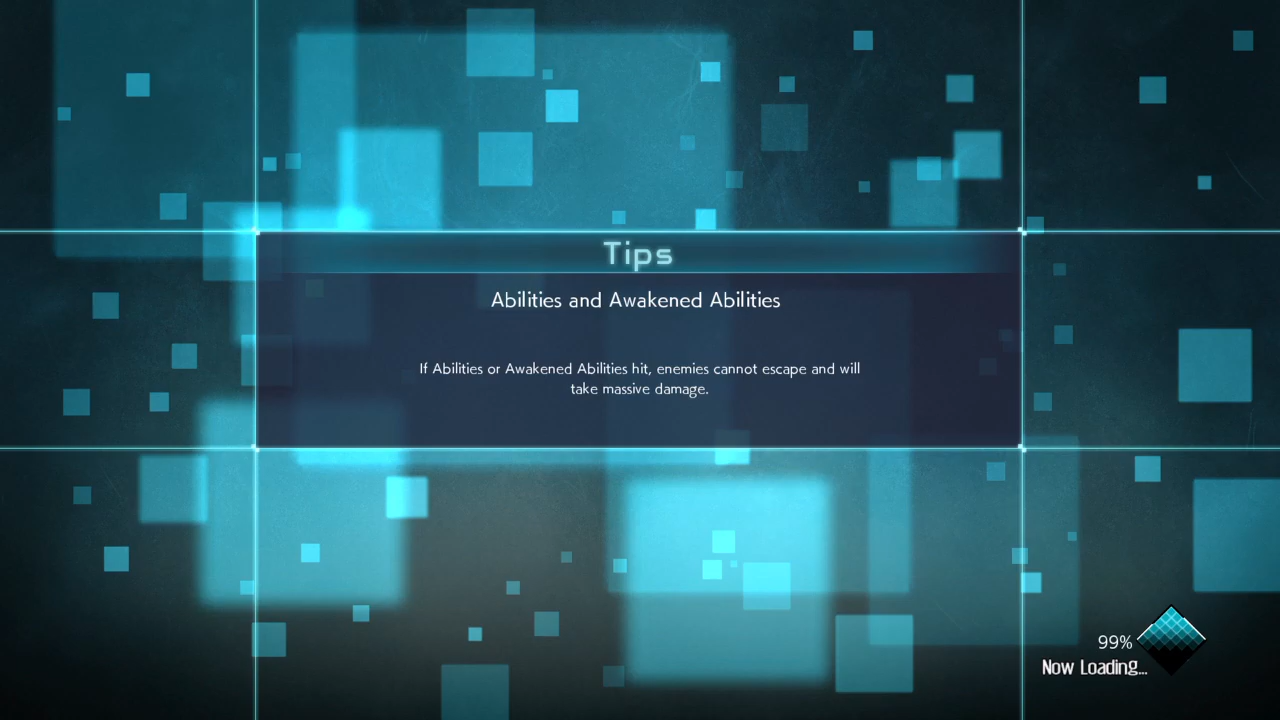 Tips
Abilities and Awakened Abilities
If Abilities or Awakened Abilities hit, enemies cannot escape and will
take massive damage.
99%
Now Loading...